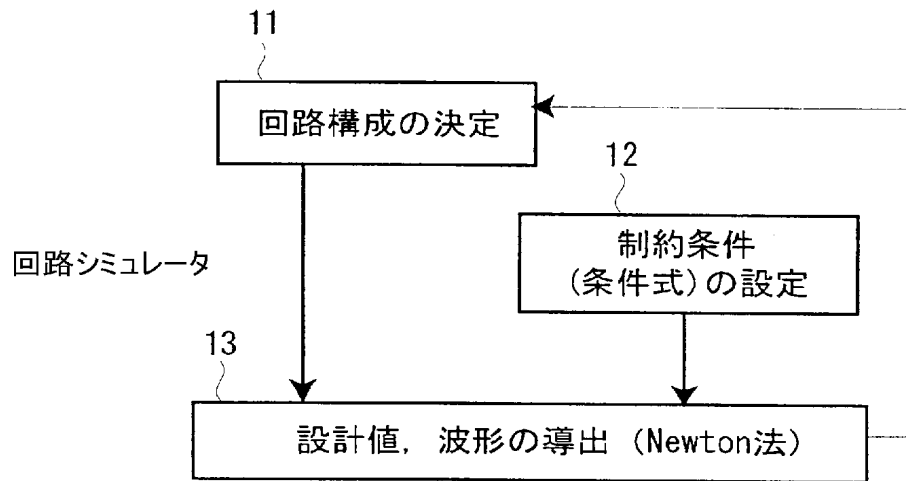 11
回路構成の決定
12
制約条件
(条件式)の設定
回路シミュレータ
13
設計値, 波形の導出 (Newton法)